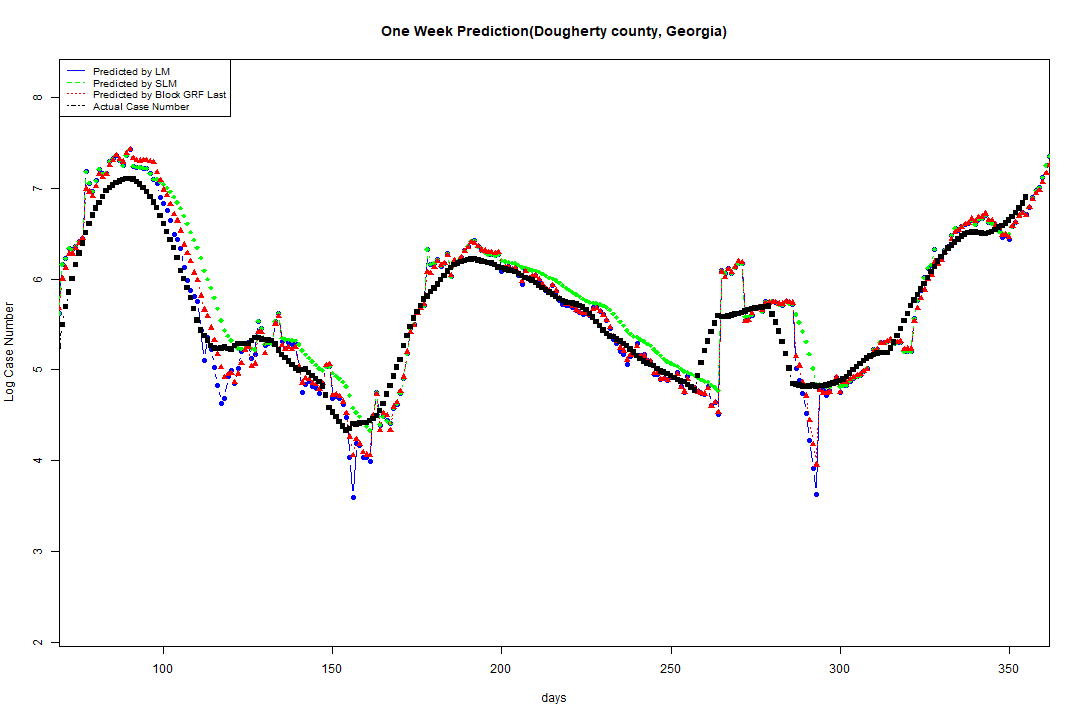 One Week Prediction(Dougherty county, Georgia)
Predicted by LM
Predicted by SLM
Predicted by Block GRF Last
Actual Case Number
8
7
6
5
4
3
2
Log Case Number
100 150 200 250 300 350
days